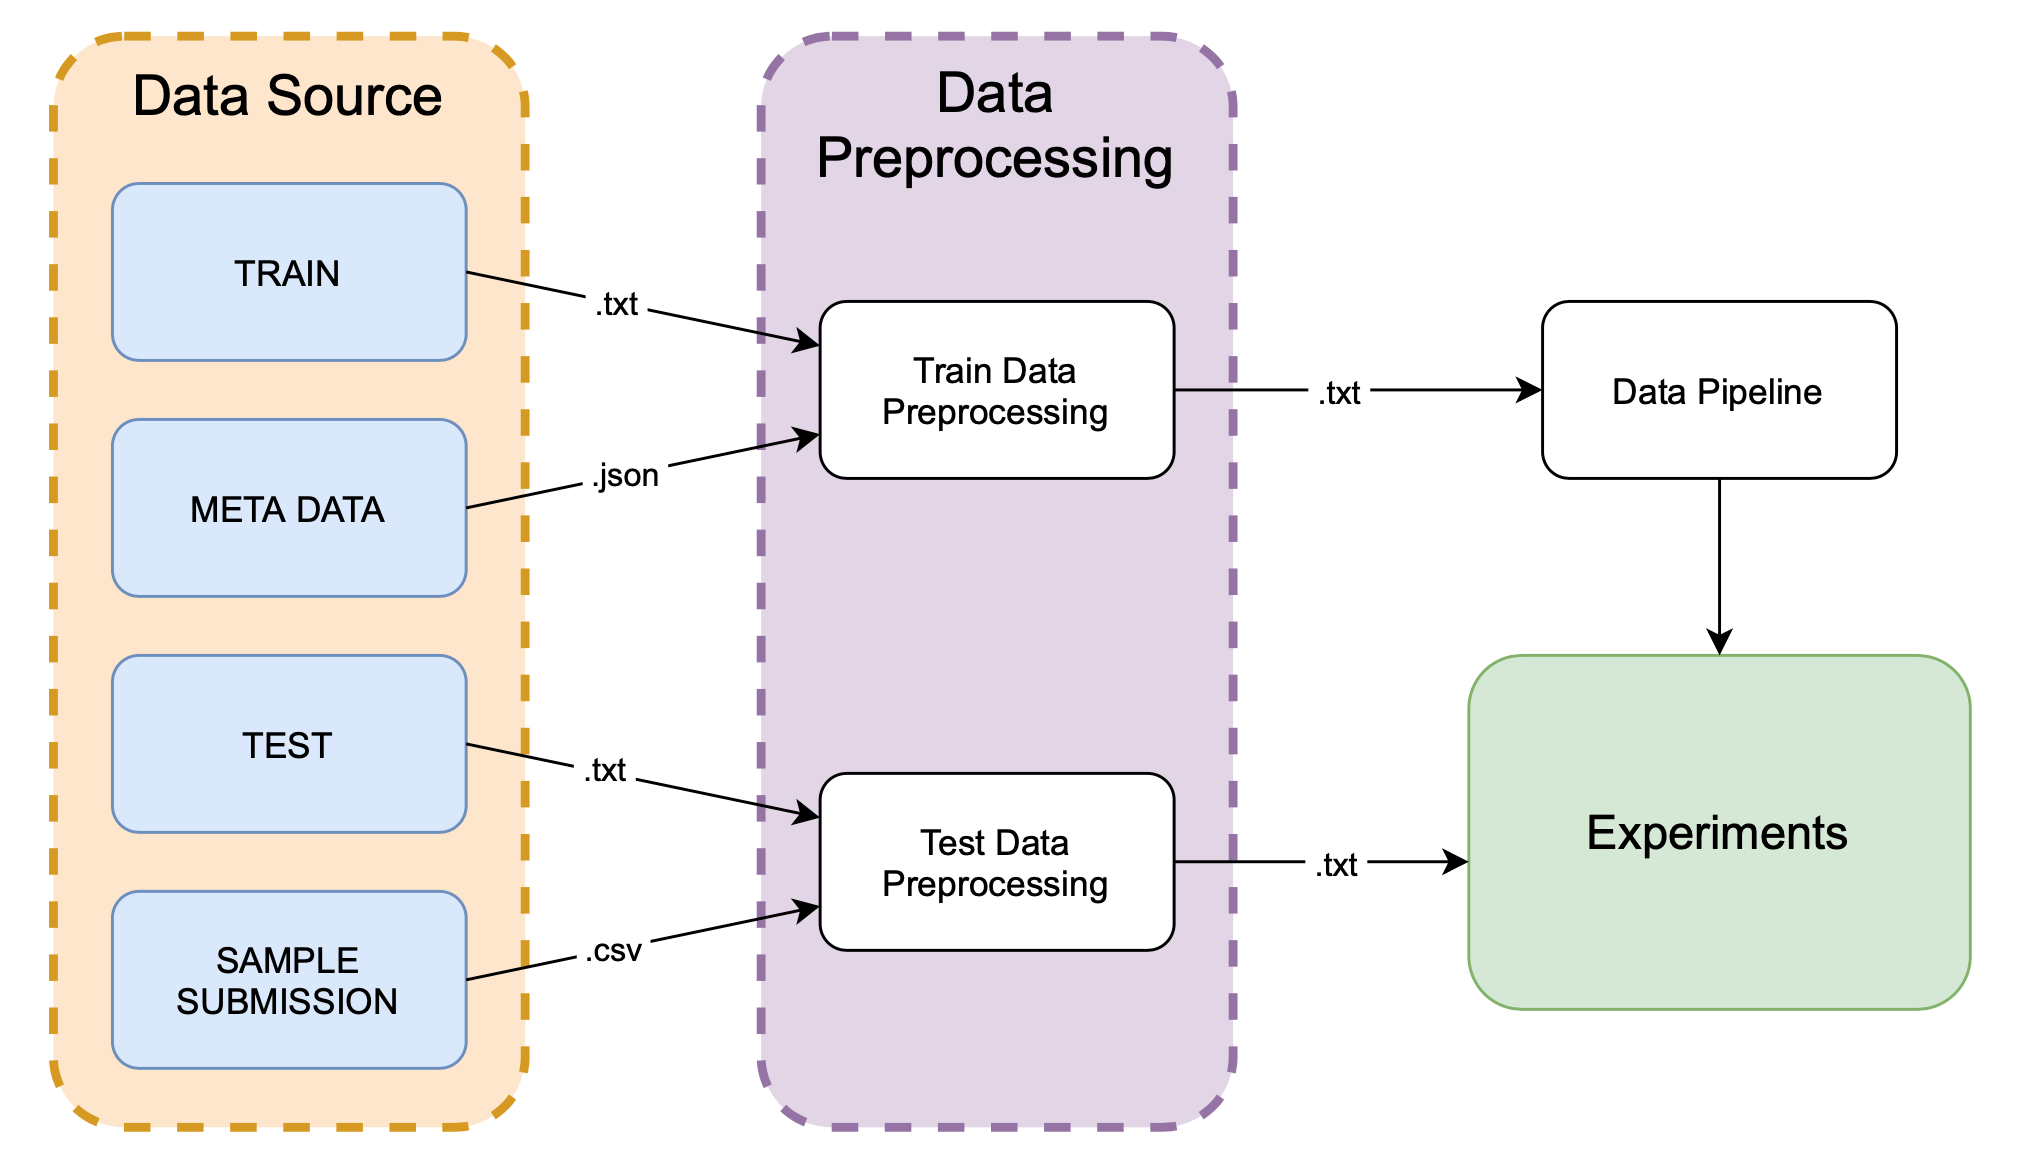 Data Source
TRAIN
META DATA
TEST
SAMPLE
SUBMISSION
.txt
.json
.txt
.csv
Data
Preprocessing
Train Data
Preprocessing
Test Data
Preprocessing
.txt
.txt
Data Pipeline
Experiments